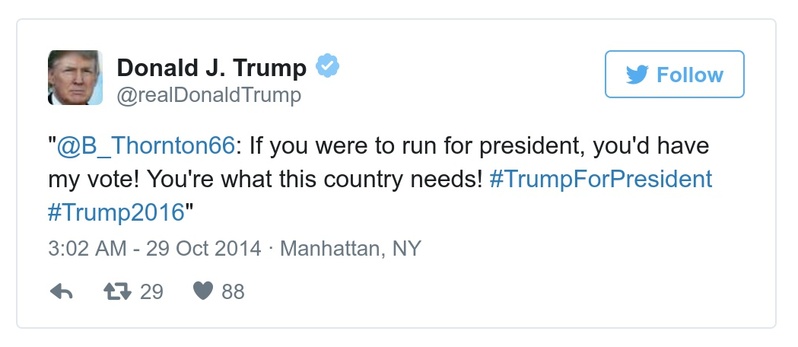 Donald J. Trump
@realDonaldTrump
Follow
"@B_Thornton66: If you were to run for president, you'd have
my vote! You're what this country needs! #TrumpForPresident
#Trump2016"
3:02 AM - 29 Oct 2014 · Manhattan, NY
29 88